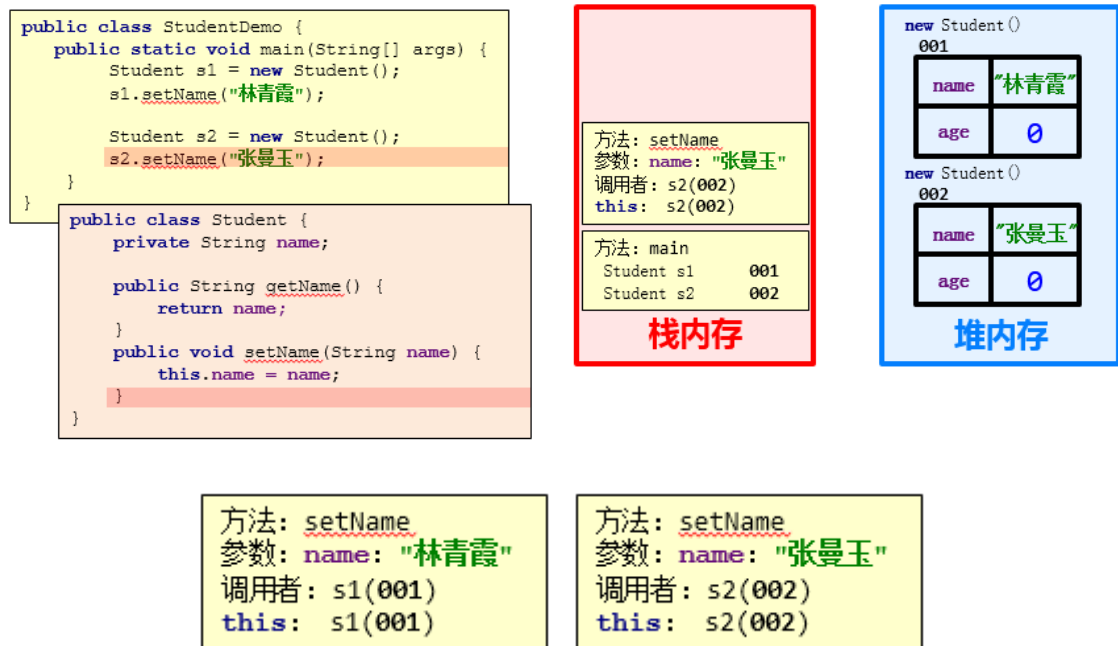 public class StudentDemo {
public static void main(String[] args) {
Student s1 = new Student();
s1.setName("林青霞");
Student s2 = new Student();
s2.setName("张曼玉");
}
}
public class Student {
private String name;
public String getName() {
return name;
}
public void setName(String name) {
this.name = name;
}
}
方法: setName
参数: name: "张曼玉"
调用者: s2(002)
this: s2(002)
方法: main
Student s1 001
Student s2 002
栈内存
new Student()
001
name "林青霞"
age 0
new Student()
002
name "张曼玉"
age 0
堆内存
方法: setName
参数: name: "林青霞"
调用者: s1(001)
this: s1(001)
方法: setName
参数: name: "张曼玉"
调用者: s2(002)
this: s2(002)